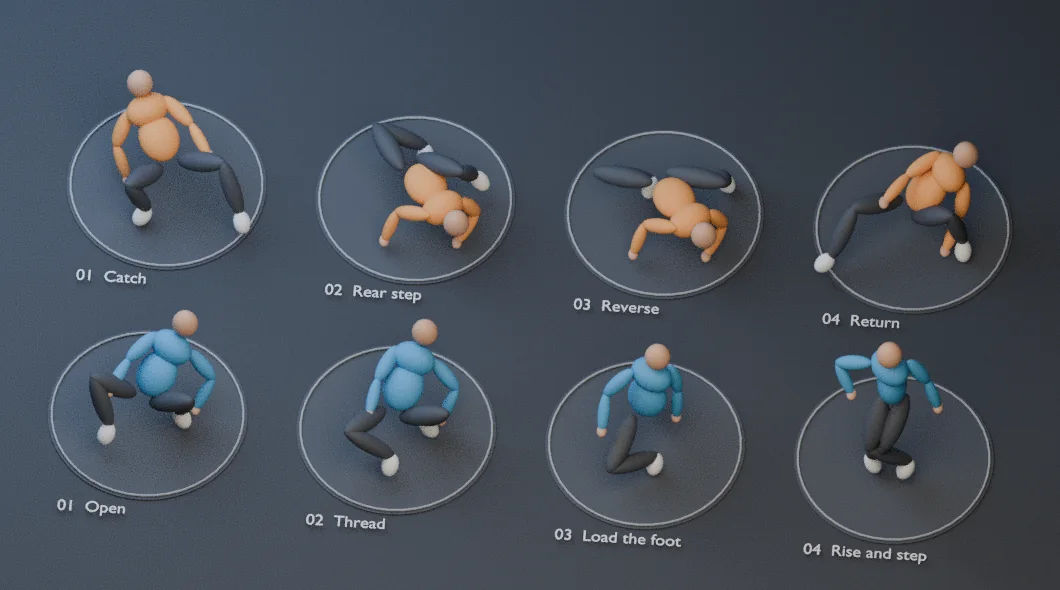 01 Catch
02 Rear step
03 Reverse
04 Return
01 Open
02 Thread
03 Load the foot
04 Rise and step